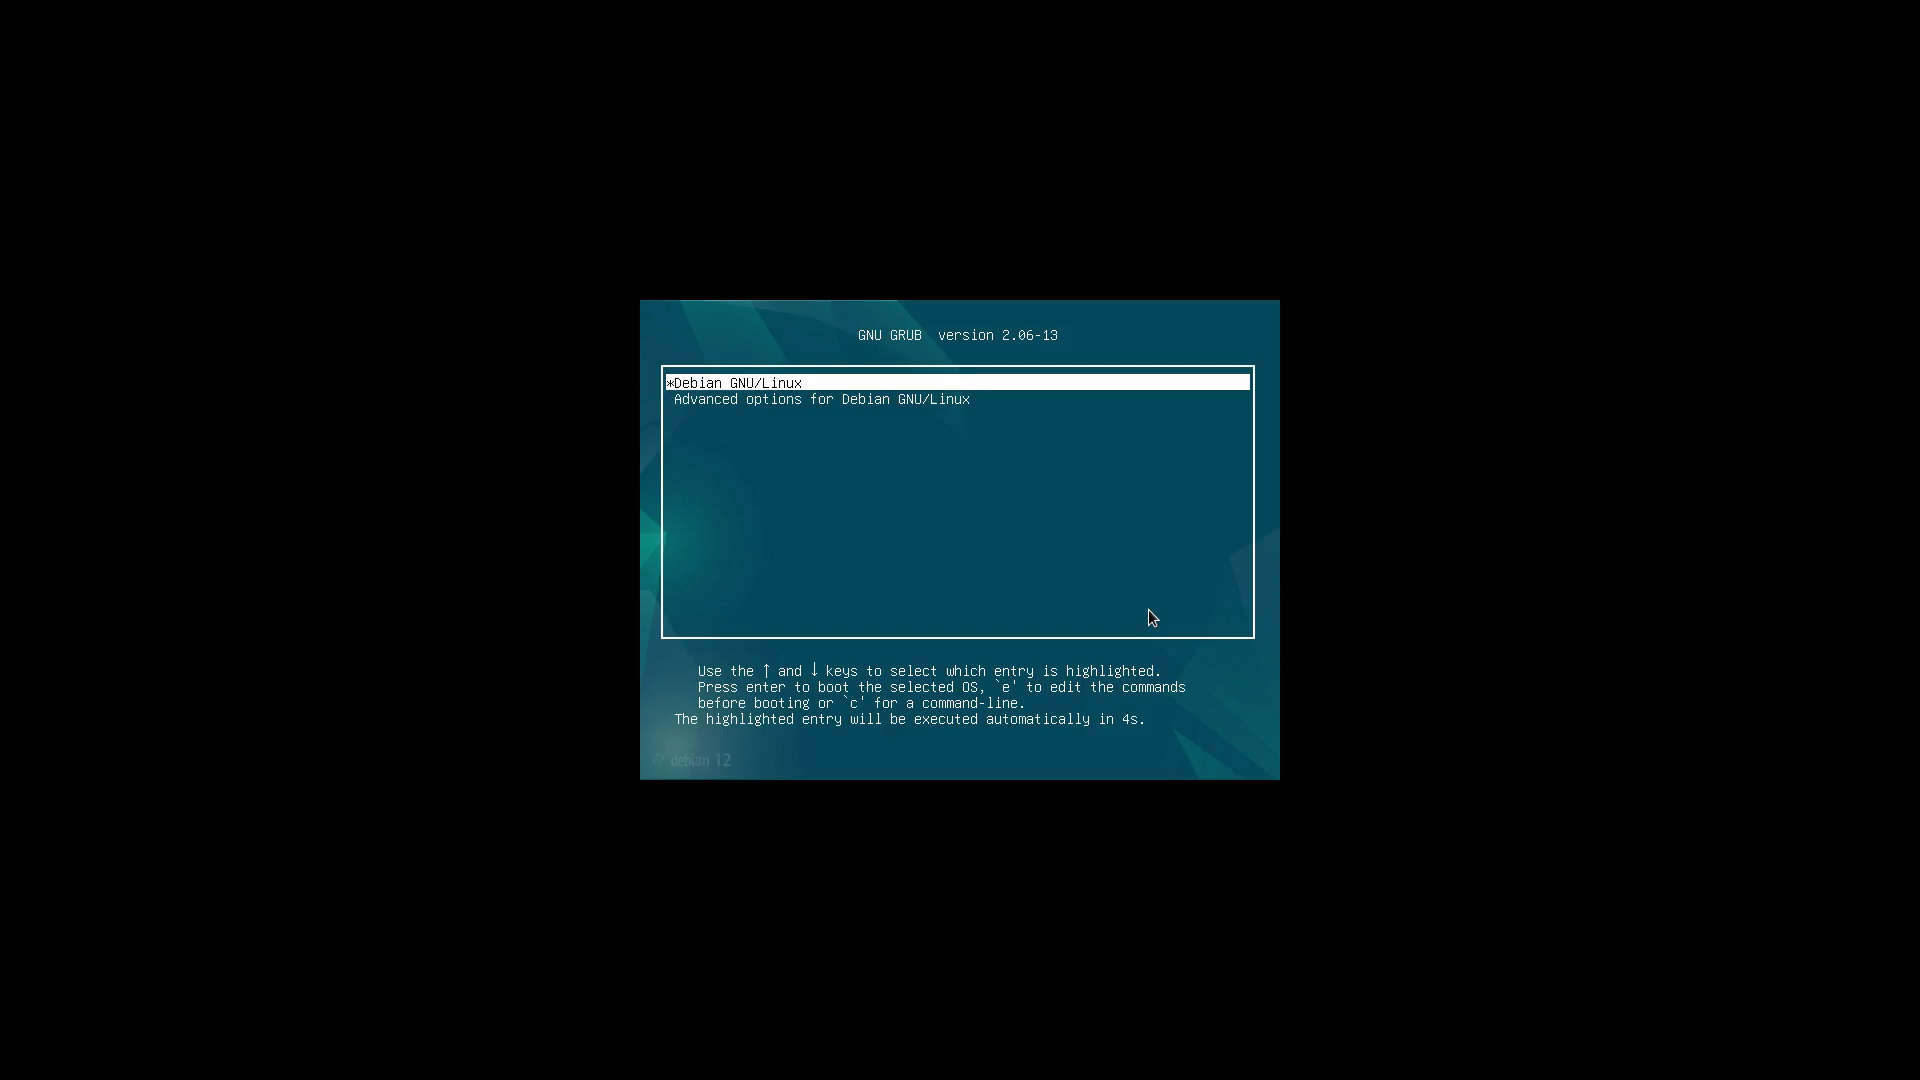 GNU GRUB  version 2.06-13
*Debian GNU/Linux
Advanced options for Debian GNU/Linux
Use the ↑ and ↓ keys to select which entry is highlighted.
Press enter to boot the selected OS, `e' to edit the commands
before booting or `c' for a command-line.
The highlighted entry will be executed automatically in 4s.
debian 12